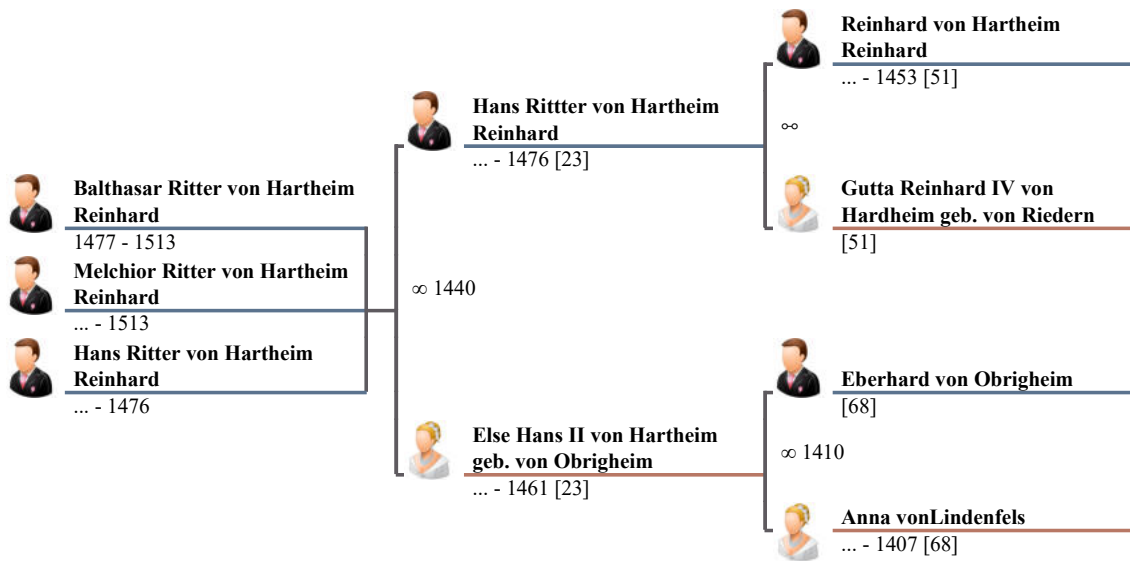 Balthasar Ritter von Hartheim
Reinhard
1477 - 1513
Melchior Ritter von Hartheim
Reinhard
... - 1513
Hans Ritter von Hartheim
Reinhard
... - 1476
Hans Rittter von Hartheim
Reinhard
... - 1476 [23]
∞ 1440
Else Hans II von Hartheim
geb. von Obrigheim
... - 1461 [23]
Reinhard von Hartheim
Reinhard
... - 1453 [51]
⚯
Gutta Reinhard IV von
Hardheim geb. von Riedern
[51]
Eberhard von Obrigheim
[68]
∞ 1410
Anna vonLindenfels
... - 1407 [68]